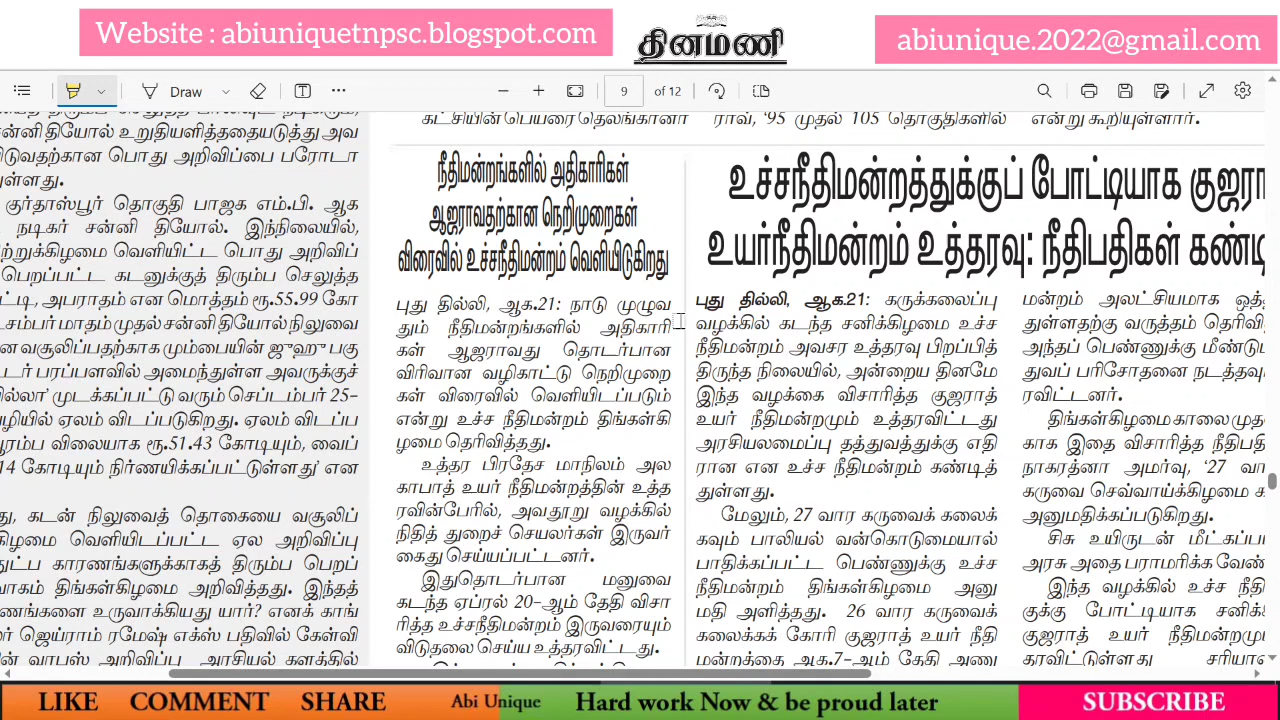 Website : abiuniquetnpsc.blogspot.com
தினமணி
abiunique.2022@gmail.com
Draw
9 of 12
சன்னி தியோல் உறுதியளித்ததையடுத்து அவ
டுவதற்கான பொது அறிவிப்பை பரோடா
ள்ளது.
குர்தாஸ்பூர் தொகுதி பாஜக எம்.பி. ஆக
நடிகர் சன்னி தியோல். இந்நிலையில்,
ற்றுக்கிழமை வெளியிட்ட பொது அறிவிப்
பெறப்பட்ட கடனுக்குத் திரும்ப செலுத்த
ட்டி, அபராதம் என மொத்தம் ரூ.55.99 கோ
சம்பர் மாதம் முதல் சன்னி தியோல் நிலுவை
ன வசூலிப்பதற்காக மும்பையின் ஜுஹு பகு
டர் பரப்பளவில் அமைந்துள்ள அவருக்குச்
ல்லா' முடக்கப்பட்டு வரும் செப்டம்பர் 25-
ழியில் ஏலம் விடப்படுகிறது. ஏலம் விடப்ப
ரம்ப விலையாக ரூ.51.43 கோடியும், வைப்
14 கோடியும் நிர்ணயிக்கப்பட்டுள்ளது' என
து, கடன் நிலுவைத் தொகையை வசூலிப்
கிழமை வெளியிடப்பட்ட ஏல அறிவிப்பு
ட்ப காரணங்களுக்காகத் திரும்ப பெறப்
வாகம் திங்கள்கிழமை அறிவித்தது. இந்தத்
ணங்களை உருவாக்கியது யார்? எனக் காங்
ர் ஜெய்ராம் ரமேஷ் எக்ஸ் பதிவில் கேள்வி
ன் வாபஸ் அறிவிப்பு, அரசியல் களத்தில்
கட்சியின் பெயரை தெலங்கானா
ராவ், '95 முதல் 105 தொகுதிகளில்
என்று கூறியுள்ளார்.
நீதிமன்றங்களில் அதிகாரிகள்
ஆஜராவதற்கான நெறிமுறைகள்
விரைவில் உச்சநீதிமன்றம் வெளியிடுகிறது
புது தில்லி, ஆக.21: நாடு முழுவ
தும் நீதிமன்றங்களில் அதிகாரி
கள் ஆஜராவது தொடர்பான
விரிவான வழிகாட்டு நெறிமுறை
கள் விரைவில் வெளியிடப்படும்
என்று உச்ச நீதிமன்றம் திங்கள்கி
ழமை தெரிவித்தது.
உத்தர பிரதேச மாநிலம் அல
காபாத் உயர் நீதிமன்றத்தின் உத்த
ரவின்பேரில், அவதூறு வழக்கில்
நிதித் துறைச் செயலர்கள் இருவர்
கைது செய்யப்பட்டனர்.
இதுதொடர்பான மனுவை
கடந்த ஏப்ரல் 20-ஆம் தேதி விசா
ரித்த உச்சநீதிமன்றம் இருவரையும்
விடுதலை செய்ய உத்தரவிட்டது.
உச்சநீதிமன்றத்துக்குப் போட்டியாக குஜரா
உயர்நீதிமன்றம் உத்தரவு: நீதிபதிகள் கண்டி
புது தில்லி, ஆக.21: கருக்கலைப்பு
வழக்கில் கடந்த சனிக்கிழமை உச்ச
நீதிமன்றம் அவசர உத்தரவு பிறப்பித்
திருந்த நிலையில், அன்றைய தினமே
இந்த வழக்கை விசாரித்த குஜராத்
உயர் நீதிமன்றமும் உத்தரவிட்டது
அரசியலமைப்பு தத்துவத்துக்கு எதி
ரான என உச்ச நீதிமன்றம் கண்டித்
துள்ளது.
மேலும், 27 வார கருவைக் கலைக்
கவும் பாலியல் வன்கொடுமையால்
பாதிக்கப்பட்ட பெண்ணுக்கு உச்ச
நீதிமன்றம் திங்கள்கிழமை அனு
மதி அளித்தது. 26 வார கருவைக்
கலைக்கக் கோரி குஜராத் உயர் நீதி
மன்றத்தை ஆக.7-ஆம் தேதி அணு
மன்றம் அலட்சியமாக ஒத்
துள்ளதற்கு வருத்தம் தெரிவி
அந்தப் பெண்ணுக்கு மீண்டும்
துவப் பரிசோதனை நடத்தவு
ரவிட்டனர்.
திங்கள்கிழமை காலை முத
காக இதை விசாரித்த நீதிபதி
நாகரத்னா அமர்வு, '27 வா
கருவை செவ்வாய்க்கிழமை க
அனுமதிக்கப்படுகிறது.
சிசு உயிருடன் மீட்கப்ப
அரசு அதை பராமரிக்க வேண்
இந்த வழக்கில் உச்ச நீதி
குக்கு போட்டியாக சனிக்
குஜராத் உயர் நீதிமன்றமு
தரவிட்டுள்ளது சரியா
LIKE COMMENT SHARE Abi Unique Hard work Now & be proud later SUBSCRIBE